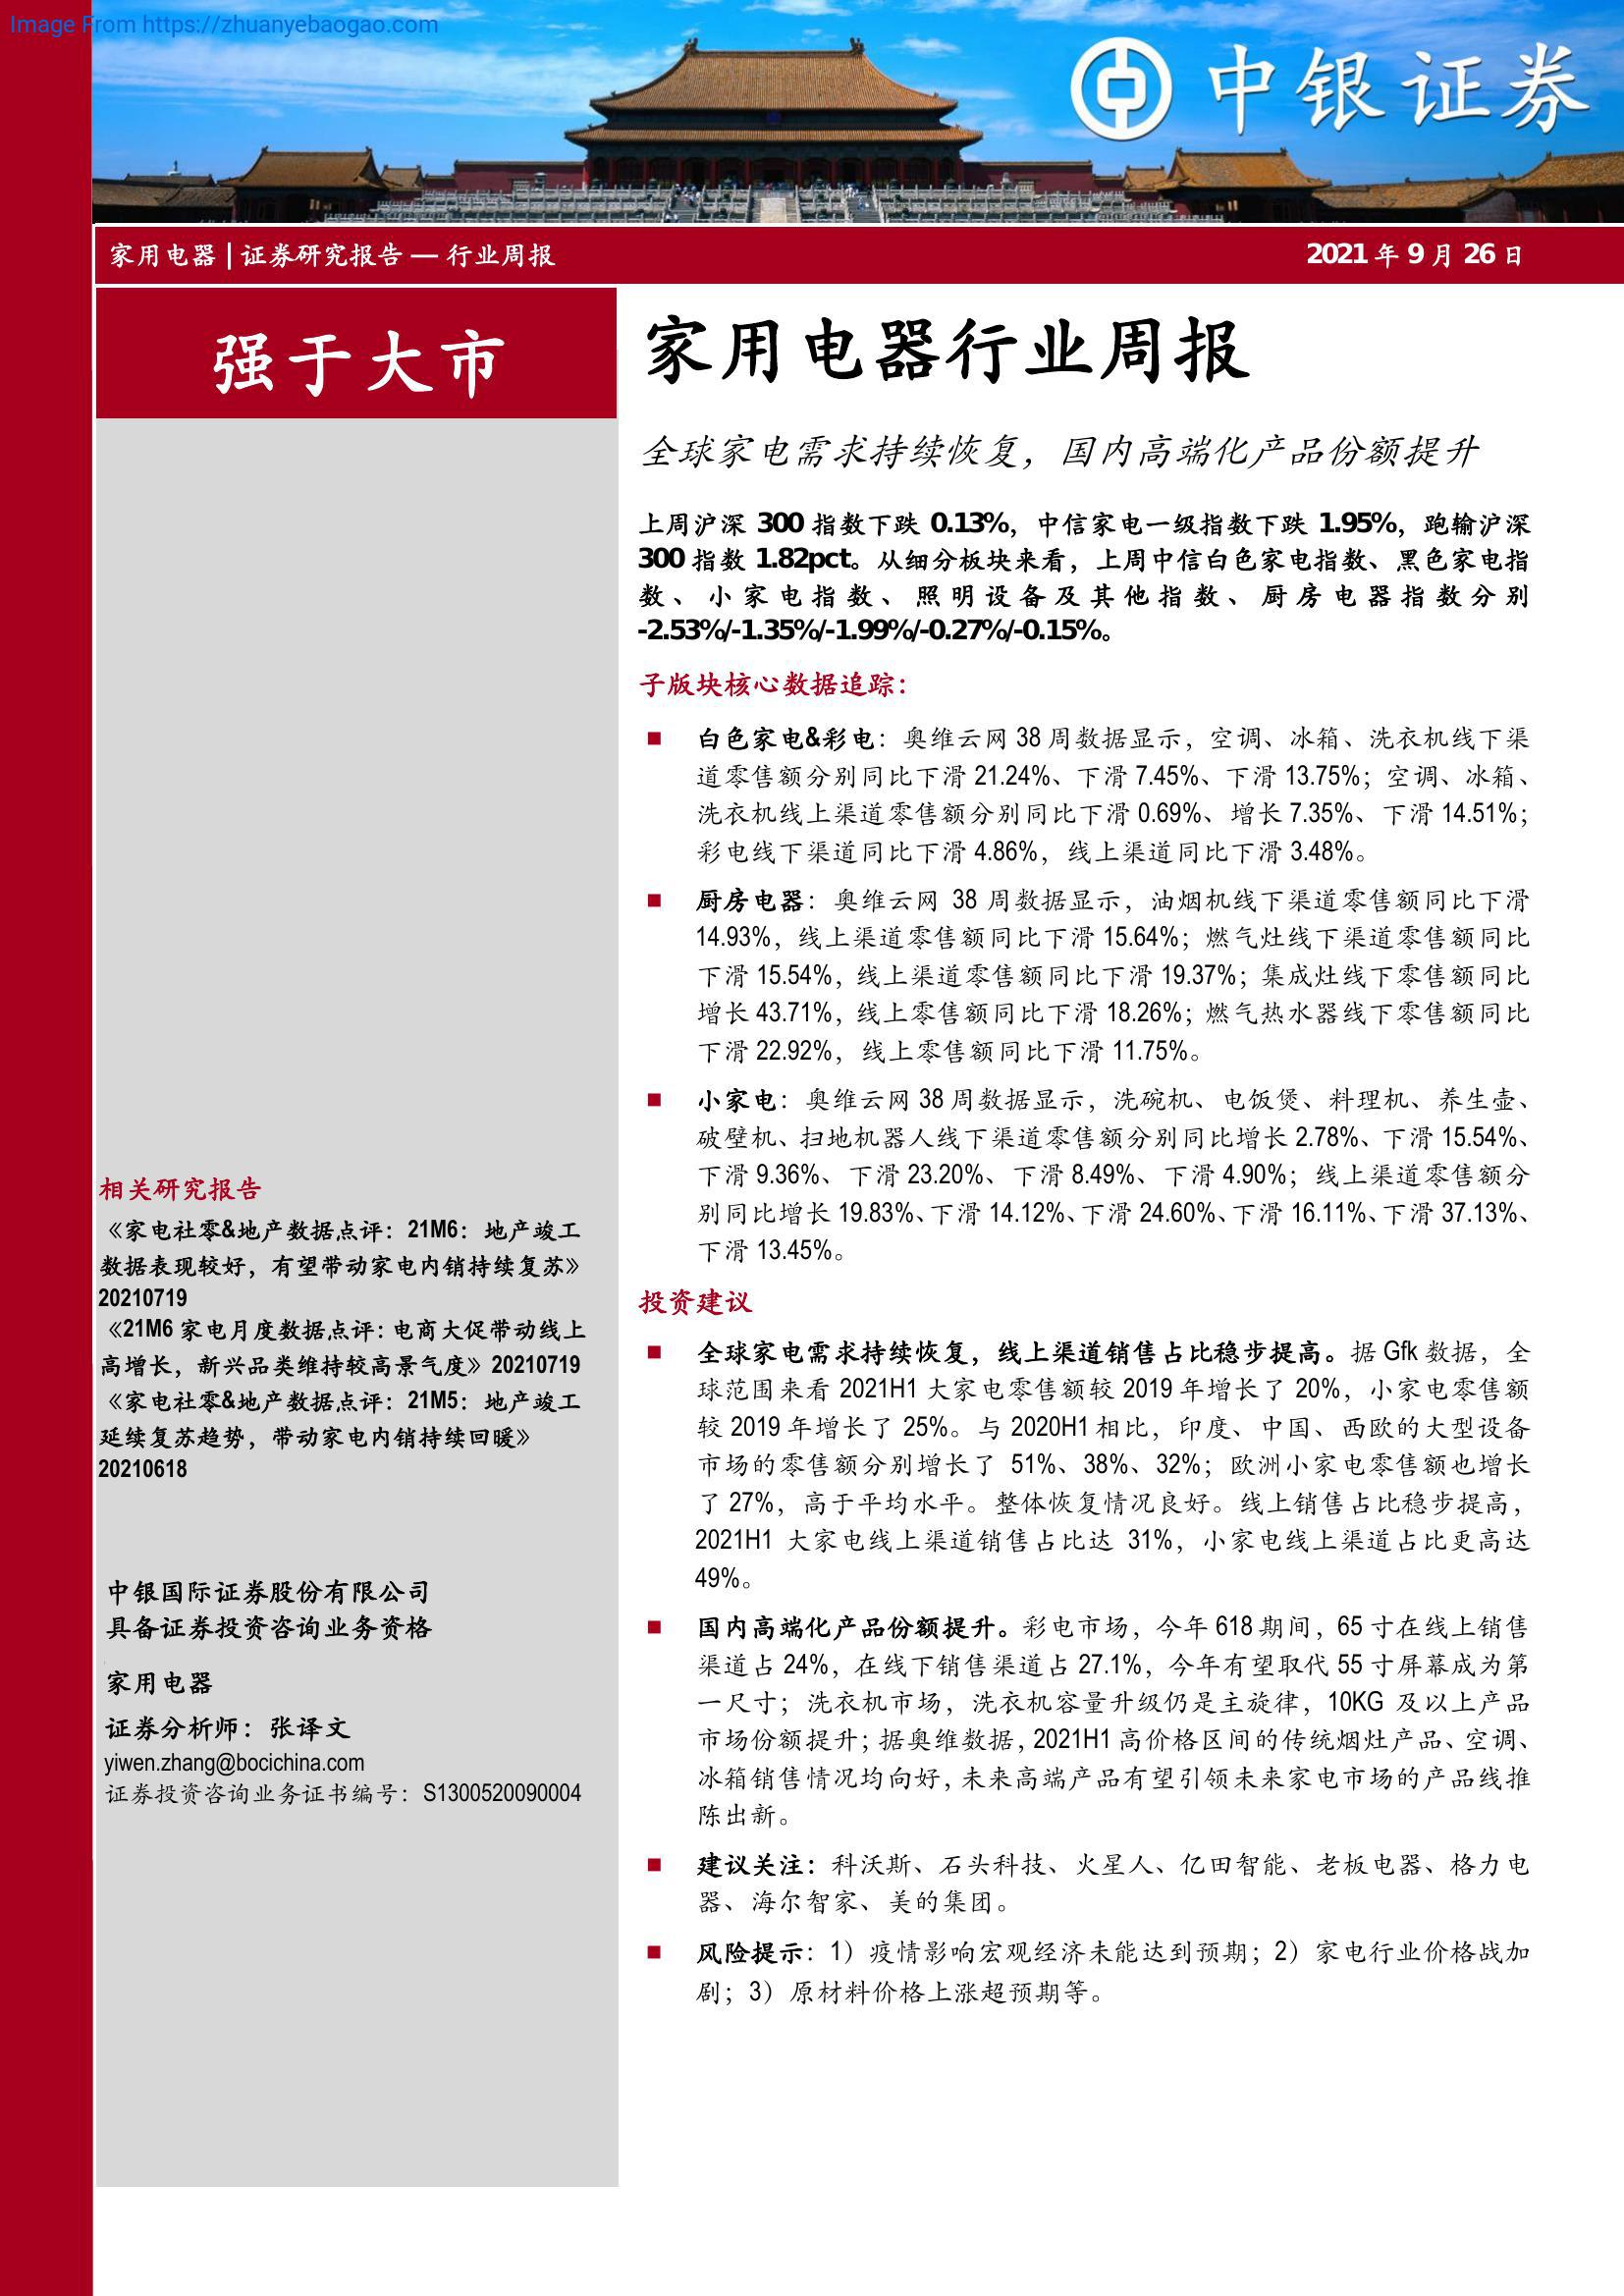 Image From https://zhuanyebaogao.com
中银证券
家用电器 | 证券研究报告 — 行业周报
2021 年 9 月 26 日
强于大市
家用电器行业周报
全球家电需求持续恢复，国内高端化产品份额提升
上周沪深 300 指数下跌 0.13%，中信家电一级指数下跌 1.95%，跑输沪深
300 指数 1.82pct。从细分板块来看，上周中信白色家电指数、黑色家电指
数、小家电指数、照明设备及其他指数、厨房电器指数分别
-2.53%/-1.35%/-1.99%/-0.27%/-0.15%。
子版块核心数据追踪：
■ 白色家电&彩电：奥维云网 38 周数据显示，空调、冰箱、洗衣机线下渠
道零售额分别同比下滑 21.24%、下滑 7.45%、下滑 13.75%；空调、冰箱、
洗衣机线上渠道零售额分别同比下滑 0.69%、增长 7.35%、下滑 14.51%；
彩电线下渠道同比下滑 4.86%，线上渠道同比下滑 3.48%。
■ 厨房电器：奥维云网 38 周数据显示，油烟机线下渠道零售额同比下滑
14.93%，线上渠道零售额同比下滑 15.64%；燃气灶线下渠道零售额同比
下滑 15.54%，线上渠道零售额同比下滑 19.37%；集成灶线下零售额同比
增长 43.71%，线上零售额同比下滑 18.26%；燃气热水器线下零售额同比
下滑 22.92%，线上零售额同比下滑 11.75%。
■ 小家电：奥维云网 38 周数据显示，洗碗机、电饭煲、料理机、养生壶、
破壁机、扫地机器人线下渠道零售额分别同比增长 2.78%、下滑 15.54%、
下滑 9.36%、下滑 23.20%、下滑 8.49%、下滑 4.90%；线上渠道零售额分
别同比增长 19.83%、下滑 14.12%、下滑 24.60%、下滑 16.11%、下滑 37.13%、
下滑 13.45%。
投资建议
■ 全球家电需求持续恢复，线上渠道销售占比稳步提高。据 Gfk 数据，全
球范围来看 2021H1 大家电零售额较 2019 年增长了 20%，小家电零售额
较 2019 年增长了 25%。与 2020H1 相比，印度、中国、西欧的大型设备
市场的零售额分别增长了 51%、38%、32%；欧洲小家电零售额也增长
了 27%，高于平均水平。整体恢复情况良好。线上销售占比稳步提高，
2021H1 大家电线上渠道销售占比达 31%，小家电线上渠道占比更高达
49%。
■ 国内高端化产品份额提升。彩电市场，今年 618 期间，65 寸在线上销售
渠道占 24%，在线下销售渠道占 27.1%，今年有望取代 55 寸屏幕成为第
一尺寸；洗衣机市场，洗衣机容量升级仍是主旋律，10KG 及以上产品
市场份额提升；据奥维数据，2021H1 高价格区间的传统烟灶产品、空调、
冰箱销售情况均向好，未来高端产品有望引领未来家电市场的产品线推
陈出新。
■ 建议关注：科沃斯、石头科技、火星人、亿田智能、老板电器、格力电
器、海尔智家、美的集团。
■ 风险提示：1）疫情影响宏观经济未能达到预期；2）家电行业价格战加
剧；3）原材料价格上涨超预期等。
相关研究报告
《家电社零&地产数据点评：21M6：地产竣工
数据表现较好，有望带动家电内销持续复苏》
20210719
《21M6 家电月度数据点评：电商大促带动线上
高增长，新兴品类维持较高景气度》20210719
《家电社零&地产数据点评：21M5：地产竣工
延续复苏趋势，带动家电内销持续回暖》
20210618
中银国际证券股份有限公司
具备证券投资咨询业务资格
家用电器
证券分析师：张译文
yiwen.zhang@bocichina.com
证券投资咨询业务证书编号：S1300520090004